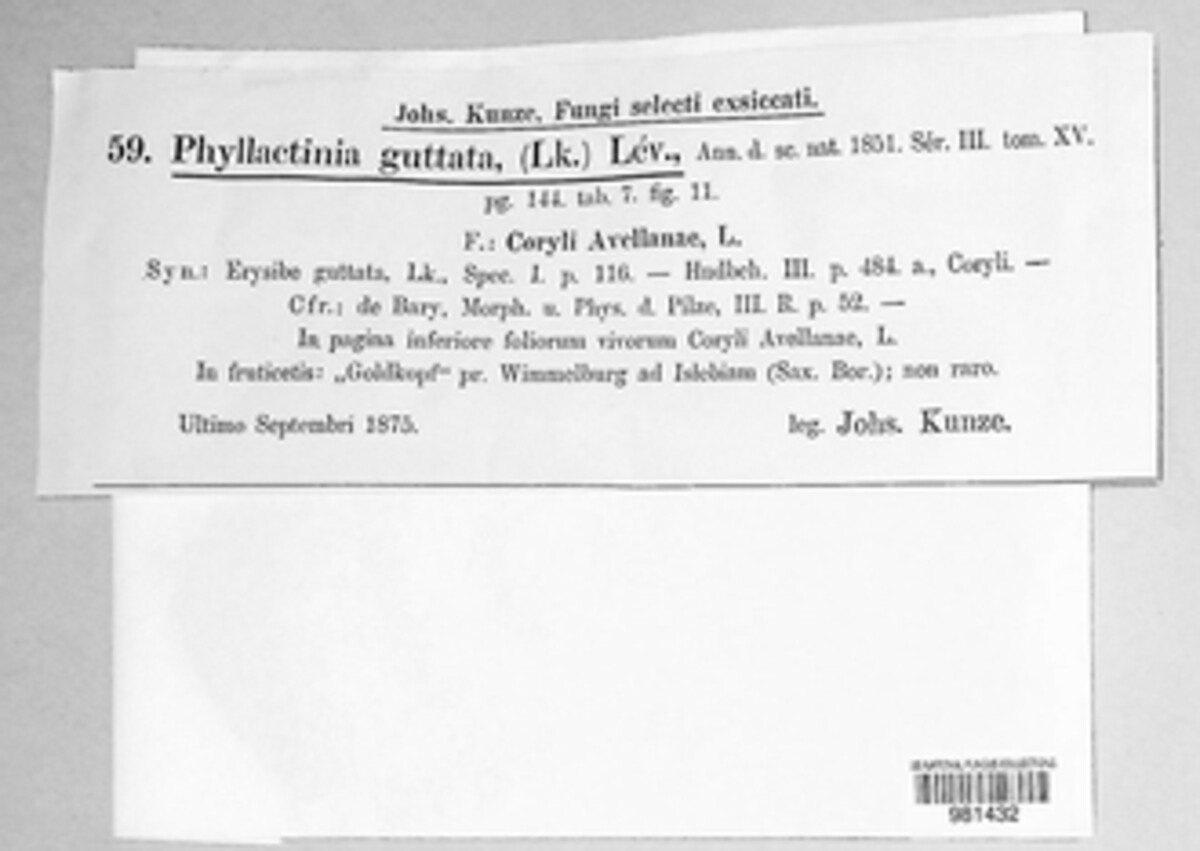 Johs. Kunze, Fungi selecti exsiccati.
59. Phyllactinia guttata, (Lk.) Lév., Ann. d. sc. nat. 1851. Sér. III. tom. XV.
pg. 144. tab. 7. fig. 11.
F.: Coryli Avellanae, L.
Syn.: Erysibe guttata, Lk., Spec. I. p. 116. — Hndbch. III. p. 484. a., Coryli. —
Cfr.: de Bary, Morph. u. Phys. d. Pilze, III. R. p. 52. —
In pagina inferiore foliorum vivorum Coryli Avellanae, L.
In fruticetis: „Goldkopf“ pr. Wimmelburg ad Islebiam (Sax. Bor.); non raro.
Ultimo Septembri 1875.
leg. Johs. Kunze.
981432